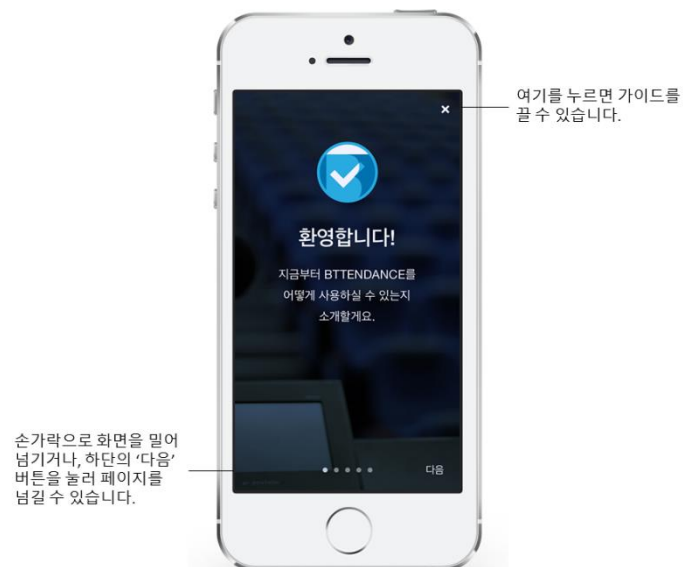 여기를 누르면 가이드를
끌 수 있습니다.
×
환영합니다!
지금부터 BTTENDANCE를
어떻게 사용하실 수 있는지
소개할게요.
손가락으로 화면을 밀어
넘기거나, 하단의 ‘다음’
버튼을 눌러 페이지를
넘길 수 있습니다.
다음